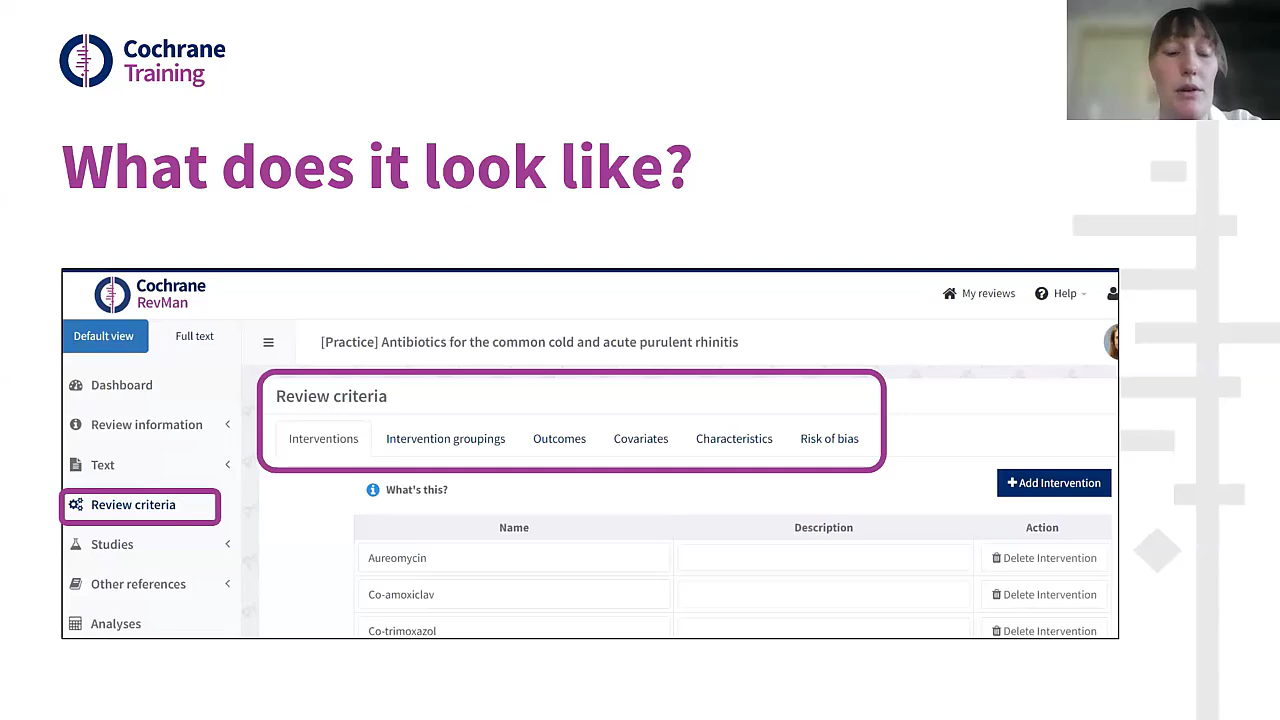 Cochrane
Training
What does it look like?
Cochrane
RevMan
My reviews
Help
Default view
Full text
[Practice] Antibiotics for the common cold and acute purulent rhinitis
Dashboard
Review information
Text
Review criteria
Studies
Other references
Analyses
Review criteria
Interventions
Intervention groupings
Outcomes
Covariates
Characteristics
Risk of bias
What's this?
+Add Intervention
Name
Description
Action
Aureomycin
Delete Intervention
Co-amoxiclav
Delete Intervention
Co-trimoxazol
Delete Intervention